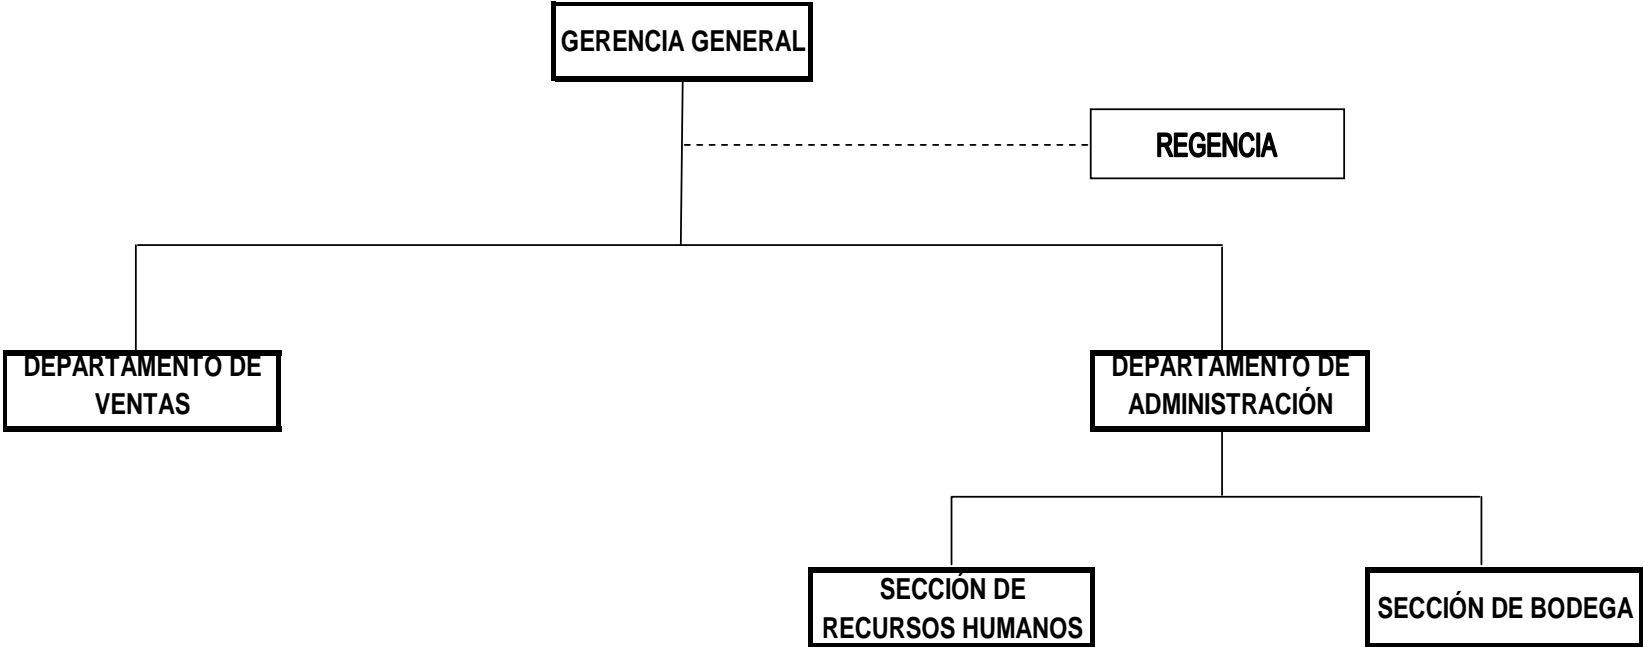 GERENCIA GENERAL
REGENCIA
DEPARTAMENTO DE
VENTAS
DEPARTAMENTO DE
ADMINISTRACIÓN
SECCIÓN DE
RECURSOS HUMANOS
SECCIÓN DE BODEGA